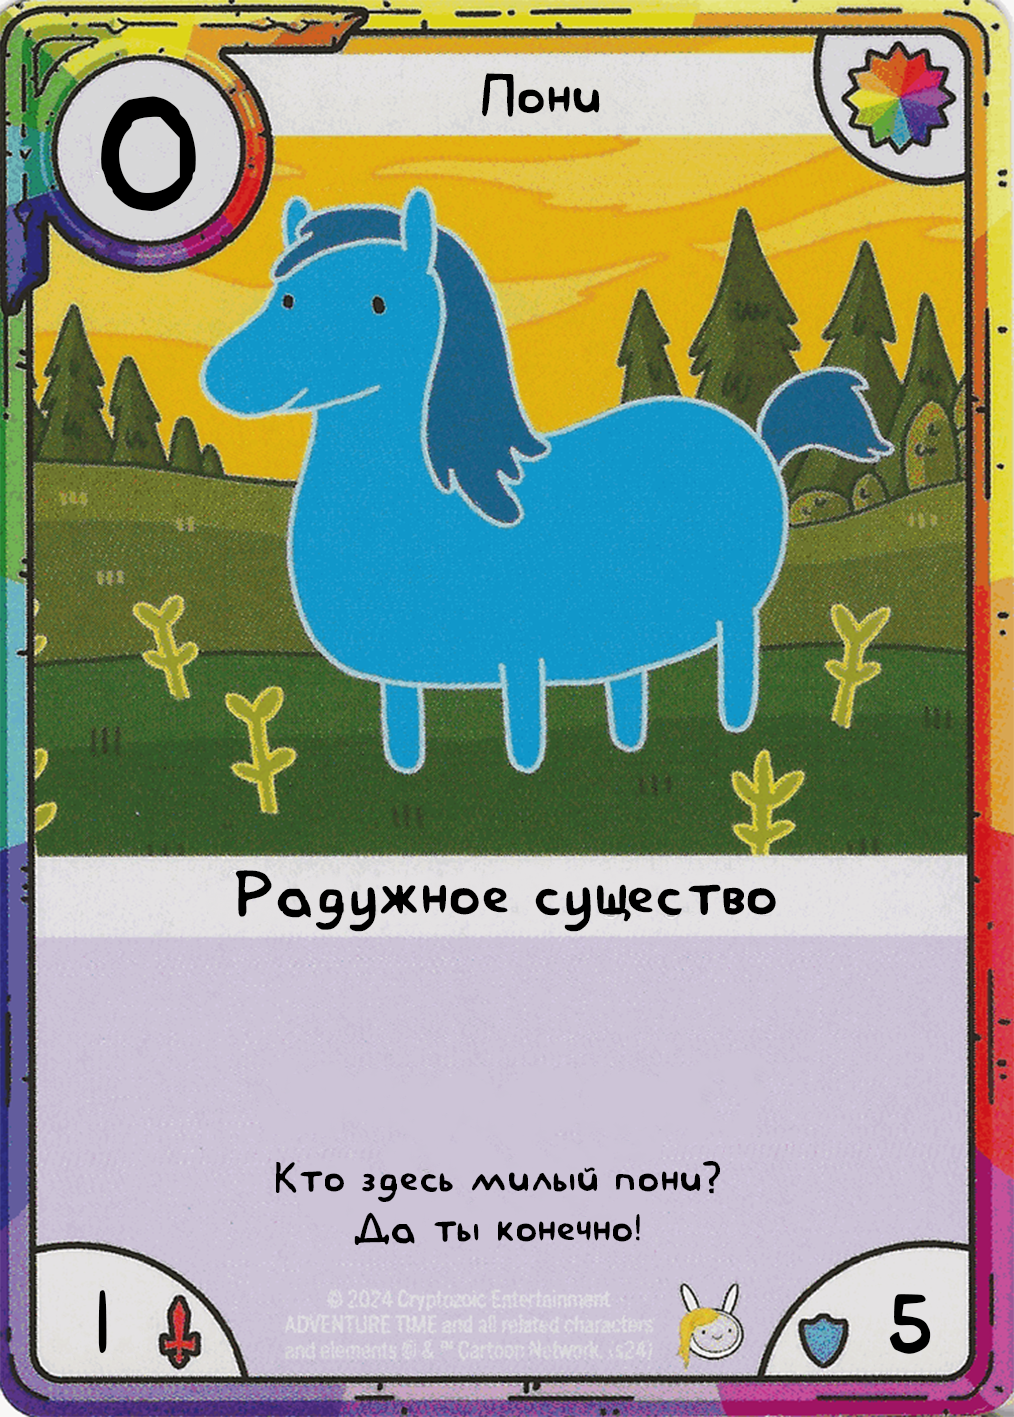 0
Пони
Радужное существо
Кто здесь милый пони?
Да ты конечно!
© 2024 Cryptozoic Entertainment
ADVENTURE TIME and all related characters
and elements © & ™ Cartoon Network. (s24)
1
5